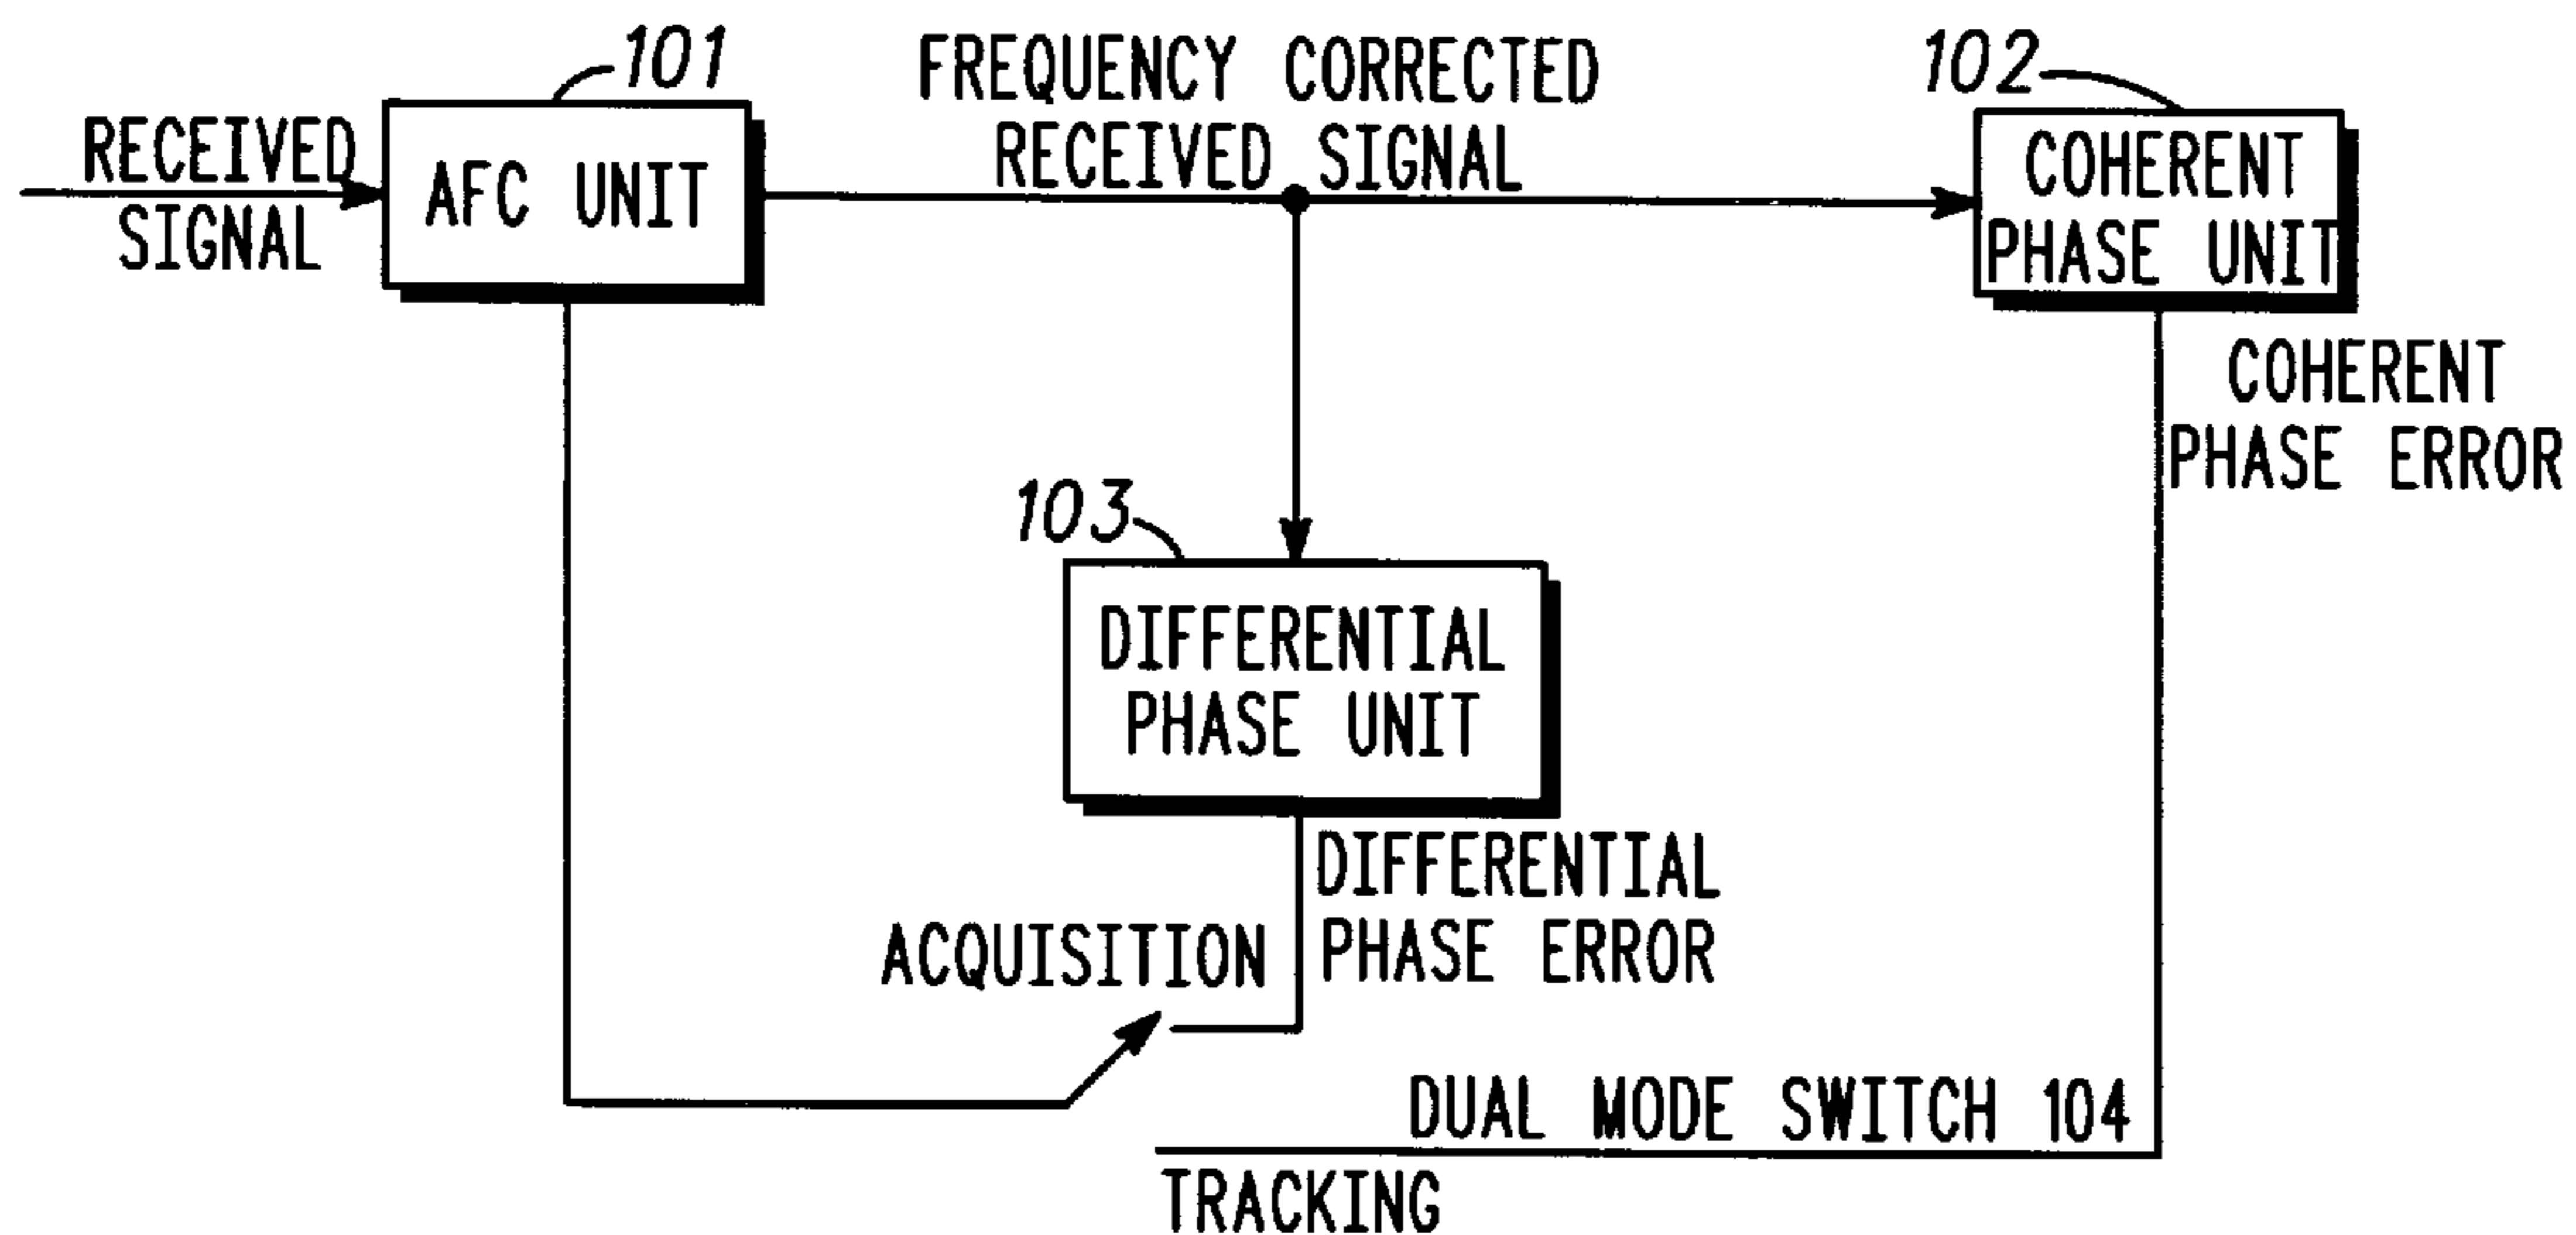 101
RECEIVED
SIGNAL
AFC UNIT
FREQUENCY CORRECTED
RECEIVED SIGNAL
102
COHERENT
PHASE UNIT
COHERENT
PHASE ERROR
103
DIFFERENTIAL
PHASE UNIT
DIFFERENTIAL
PHASE ERROR
ACQUISITION
DUAL MODE SWITCH 104
TRACKING